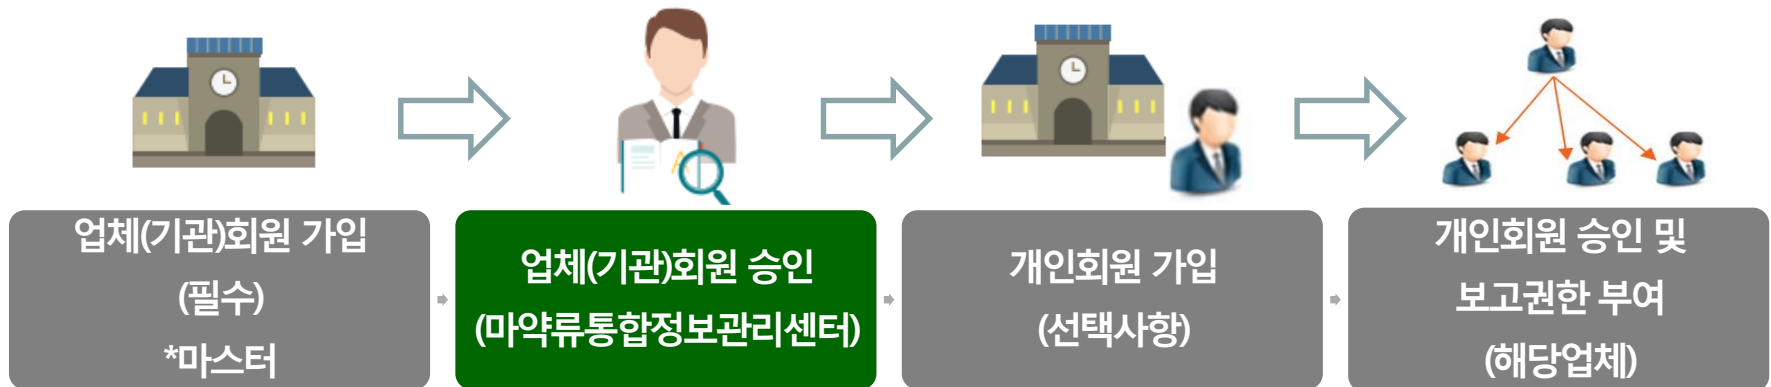 업체(기관)회원 가입
(필수)
*마스터
업체(기관)회원 승인
(마약류통합정보관리센터)
개인회원 가입
(선택사항)
개인회원 승인 및
보고권한 부여
(해당업체)